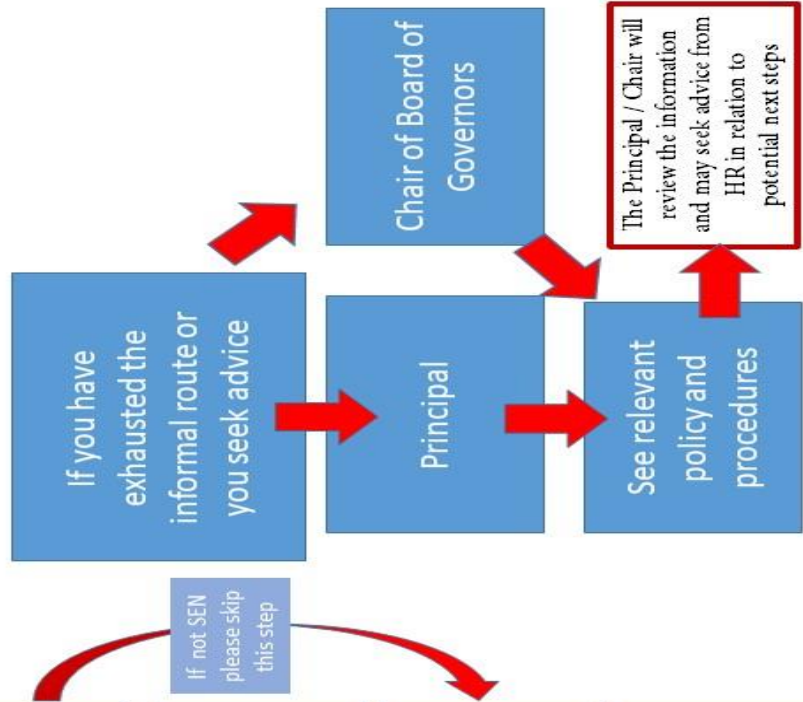 If you have
exhausted the
informal route or
you seek advice
Chair of Board of
Governors
Principal
See relevant
policy and
procedures
The Principal / Chair will
review the information
and may seek advice from
HR in relation to
potential next steps
If not SEN
please skip
this step